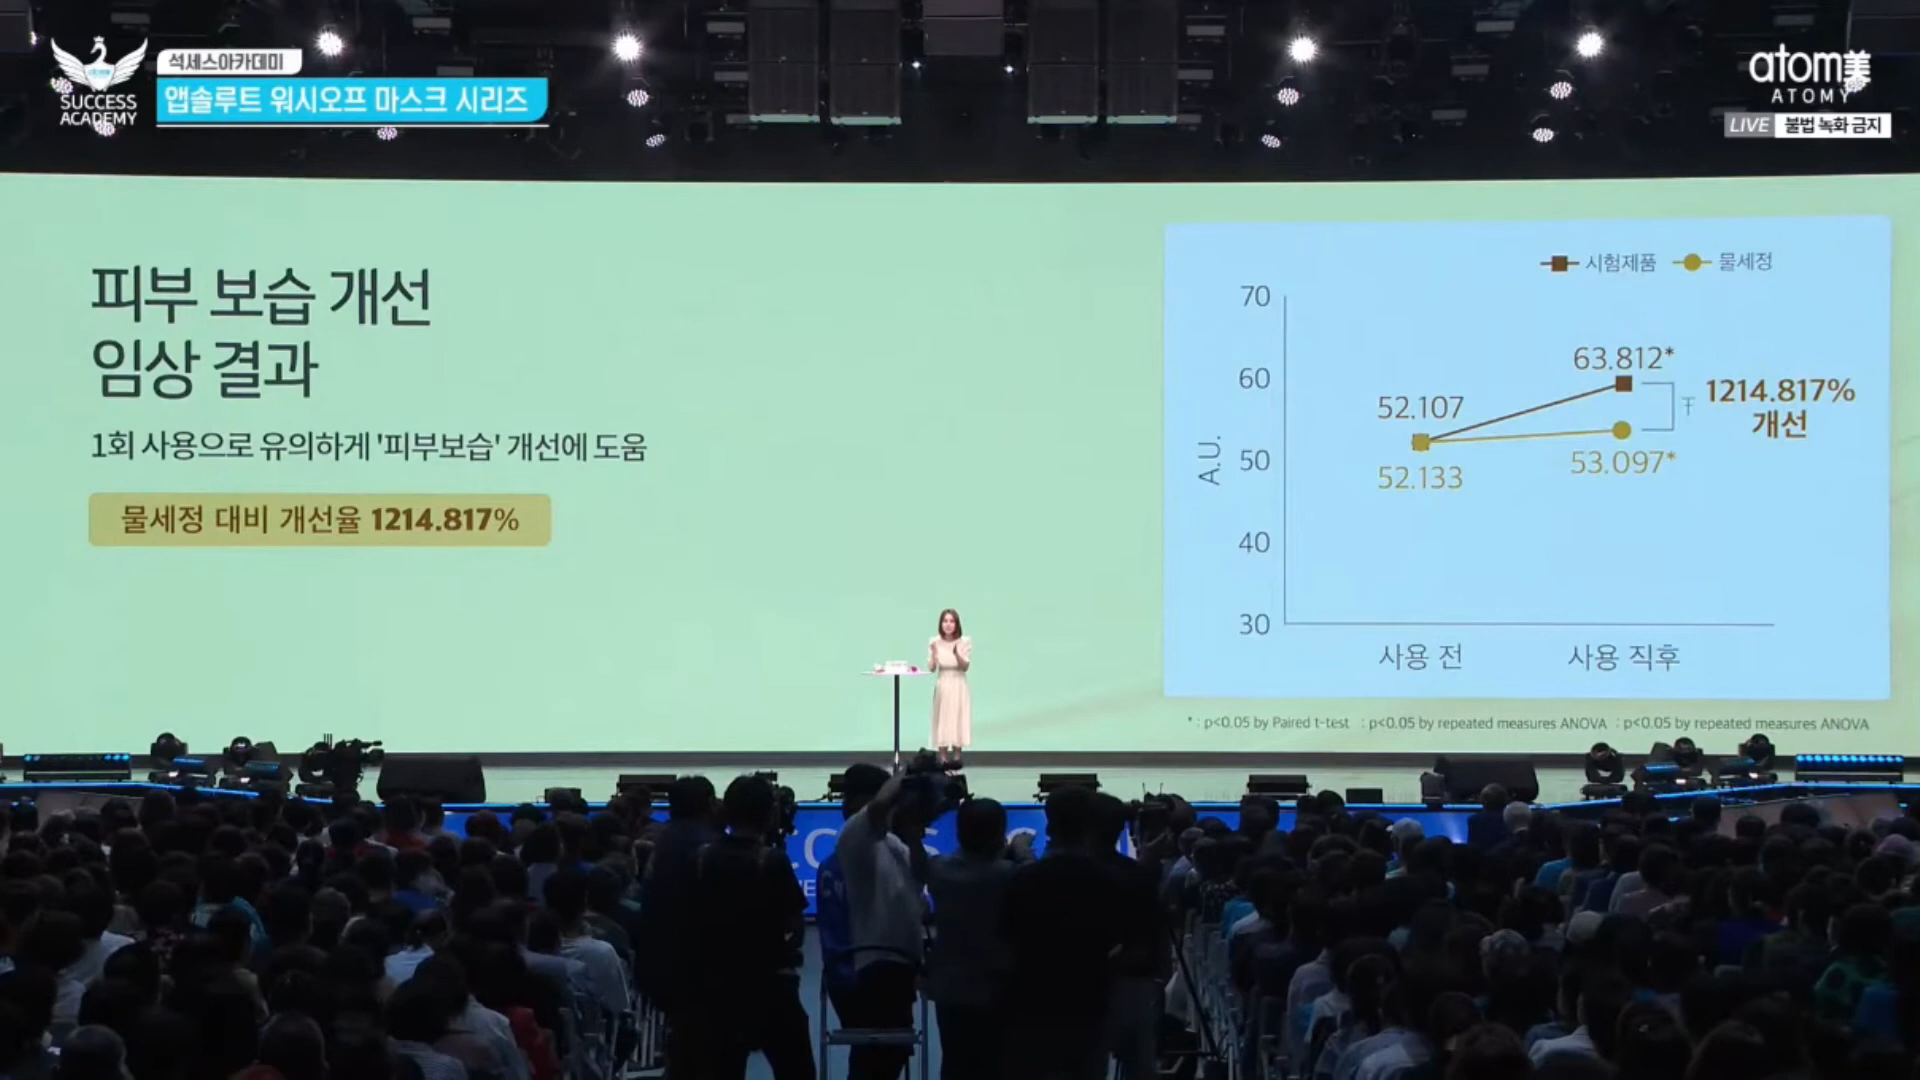 석세스아카데미
SUCCESS
ACADEMY
앱솔루트 워시오프 마스크 시리즈
atom美
ATOMY
LIVE 불법 녹화 금지
피부 보습 개선
임상 결과
1회 사용으로 유의하게 '피부보습' 개선에 도움
물세정 대비 개선율 1214.817%
시험제품 물세정
70
60
50
40
30
A.U.
52.107
52.133
63.812*
53.097*
1214.817%
개선
사용 전 사용 직후
* : p<0.05 by Paired t-test : p<0.05 by repeated measures ANOVA : p<0.05 by repeated measures ANOVA